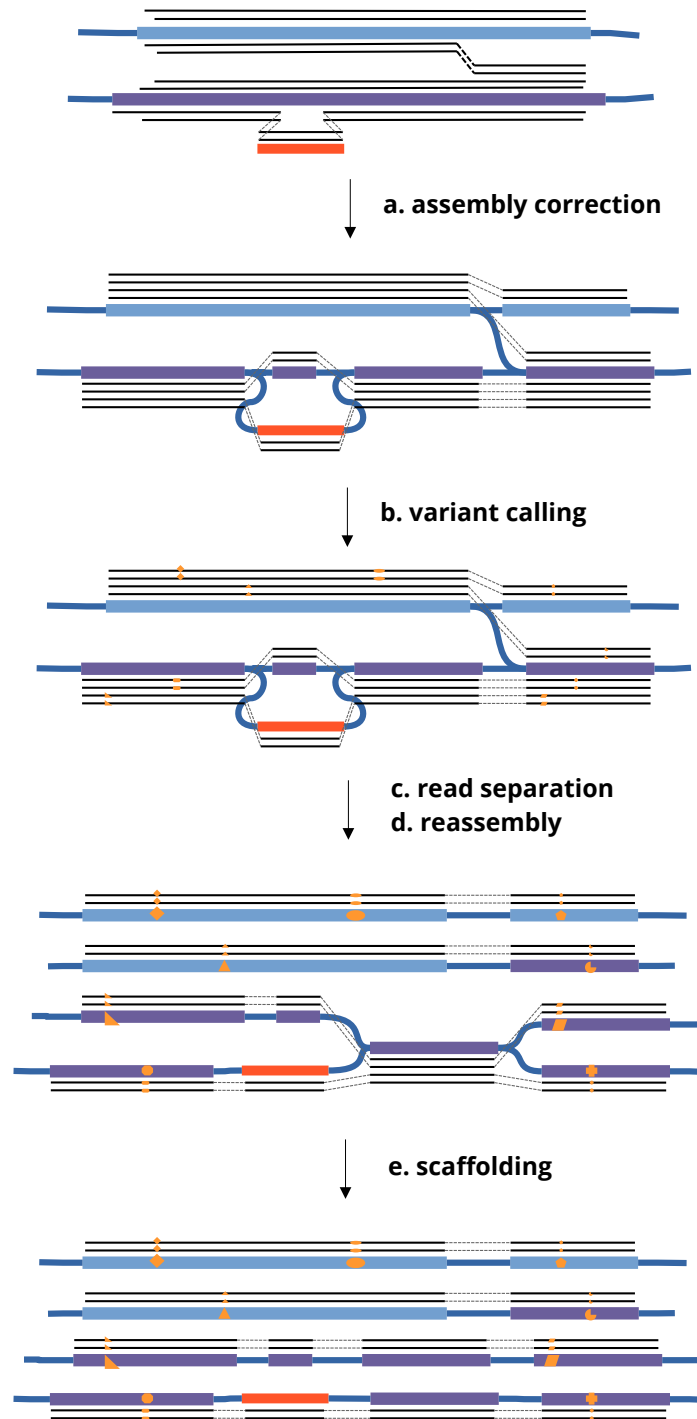 a. assembly correction
b. variant calling
c. read separation
d. reassembly
e. scaffolding